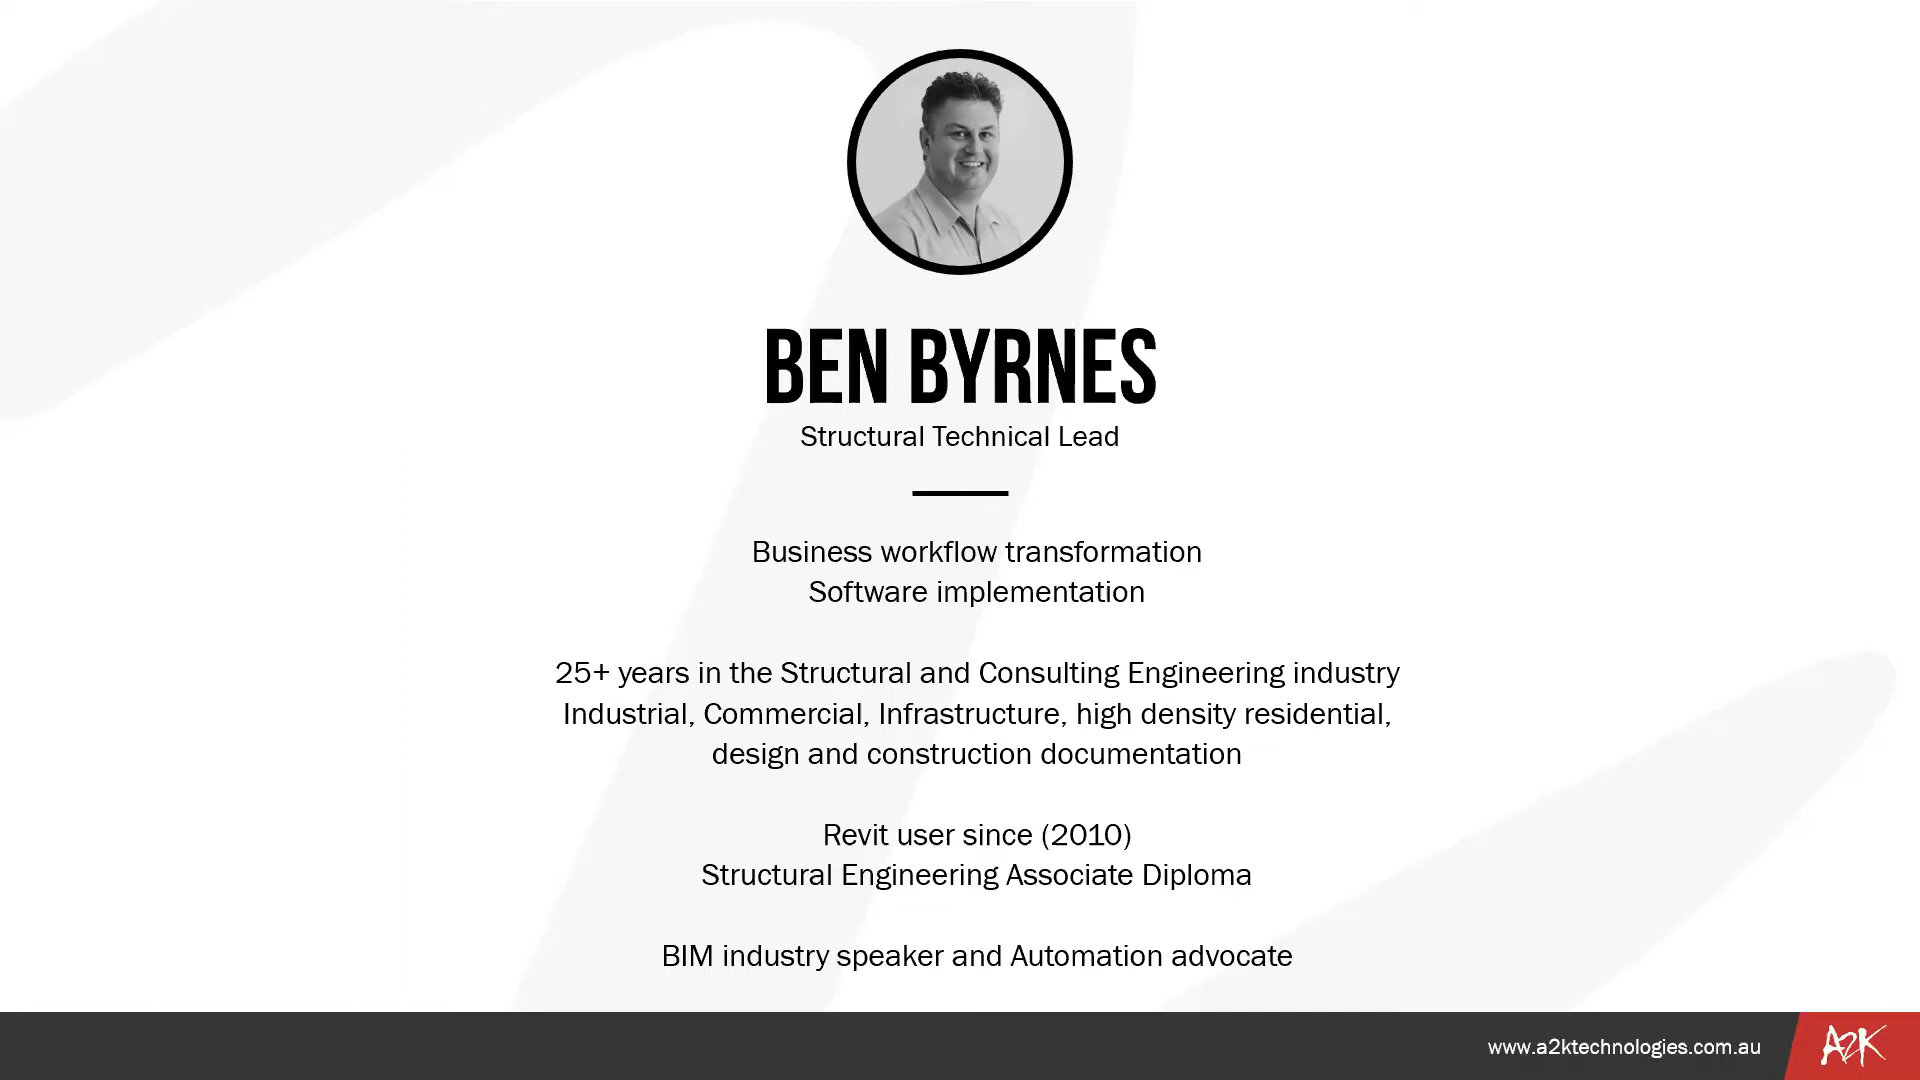 BEN BYRNES
Structural Technical Lead
Business workflow transformation
Software implementation
25+ years in the Structural and Consulting Engineering industry
Industrial, Commercial, Infrastructure, high density residential,
design and construction documentation
Revit user since (2010)
Structural Engineering Associate Diploma
BIM industry speaker and Automation advocate
www.a2ktechnologies.com.au
A2K